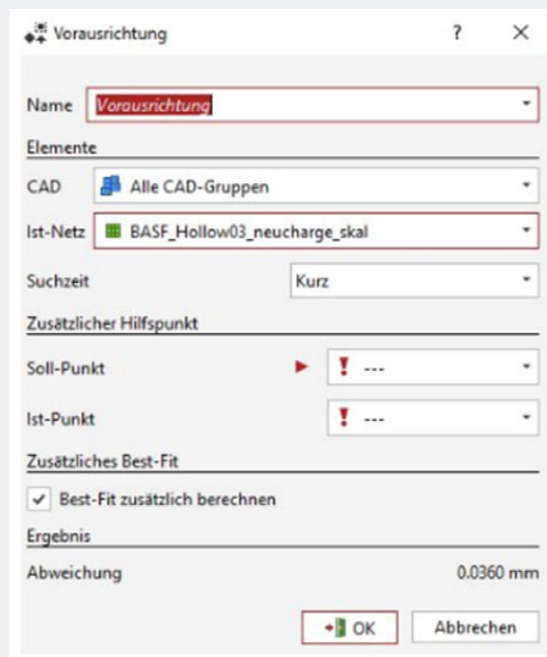 Vorausrichtung ?
Name Vorausrichtung
Elemente
CAD Alle CAD-Gruppen
Ist-Netz BASF_Hollow03_neucharge_skal
Suchzeit Kurz
Zusätzlicher Hilfspunkt
Soll-Punkt ! ---
Ist-Punkt ! ---
Zusätzliches Best-Fit
Best-Fit zusätzlich berechnen
Ergebnis
Abweichung 0.0360 mm
OK Abbrechen